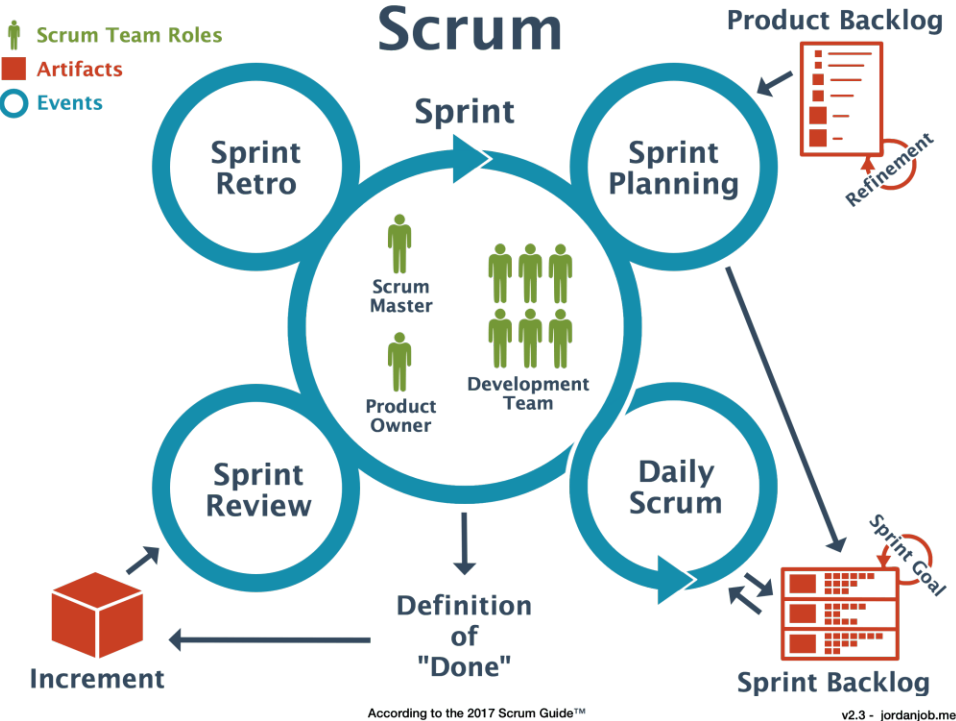 Scrum
Scrum Team Roles
Artifacts
Events
Product Backlog
Refinement
Sprint
Sprint
Retro
Sprint
Planning
Scrum
Master
Product
Owner
Development
Team
Sprint
Review
Daily
Scrum
Sprint Goal
Definition
of
"Done"
Increment
Sprint Backlog
According to the 2017 Scrum Guide™
v2.3 - jordanjob.me